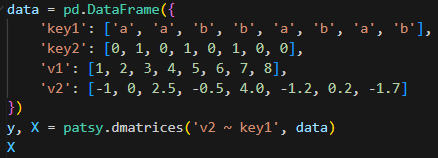 data = pd.DataFrame({
    'key1': ['a', 'a', 'b', 'b', 'a', 'b', 'a', 'b'],
    'key2': [0, 1, 0, 1, 0, 1, 0, 0],
    'v1': [1, 2, 3, 4, 5, 6, 7, 8],
    'v2': [-1, 0, 2.5, -0.5, 4.0, -1.2, 0.2, -1.7]
})
y, X = patsy.dmatrices('v2 ~ key1', data)
X